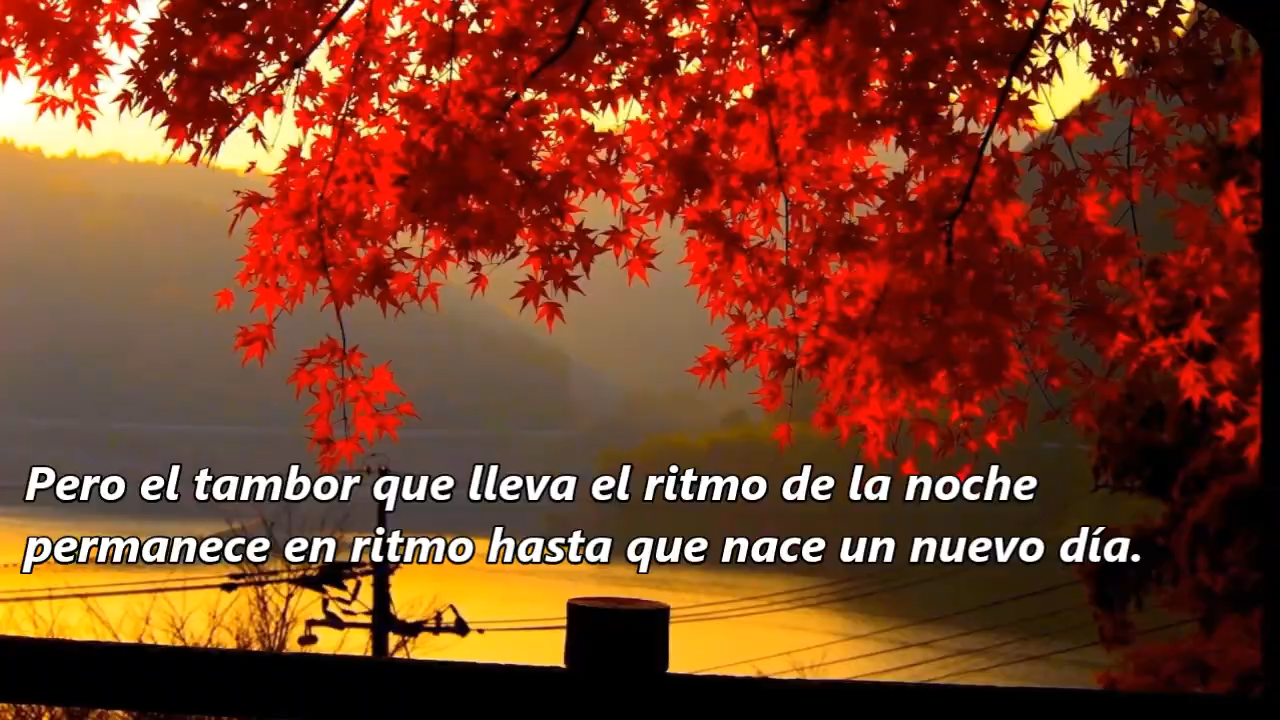 Pero el tambor que lleva el ritmo de la noche
permanece en ritmo hasta que nace un nuevo día.